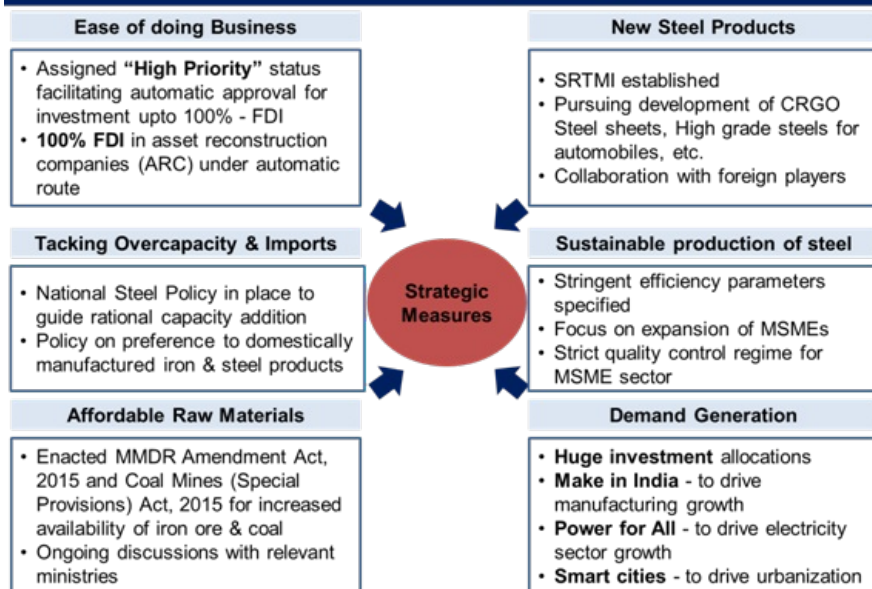 Ease of doing Business
• Assigned “High Priority” status
facilitating automatic approval for
investment upto 100% - FDI
• 100% FDI in asset reconstruction
companies (ARC) under automatic
route
New Steel Products
• SRTMI established
• Pursuing development of CRGO
Steel sheets, High grade steels for
automobiles, etc.
• Collaboration with foreign players
Tacking Overcapacity & Imports
• National Steel Policy in place to
guide rational capacity addition
• Policy on preference to domestically
manufactured iron & steel products
Strategic
Measures
Sustainable production of steel
• Stringent efficiency parameters
specified
• Focus on expansion of MSMEs
• Strict quality control regime for
MSME sector
Affordable Raw Materials
• Enacted MMDR Amendment Act,
2015 and Coal Mines (Special
Provisions) Act, 2015 for increased
availability of iron ore & coal
• Ongoing discussions with relevant
ministries
Demand Generation
• Huge investment allocations
• Make in India - to drive
manufacturing growth
• Power for All - to drive electricity
sector growth
• Smart cities - to drive urbanization